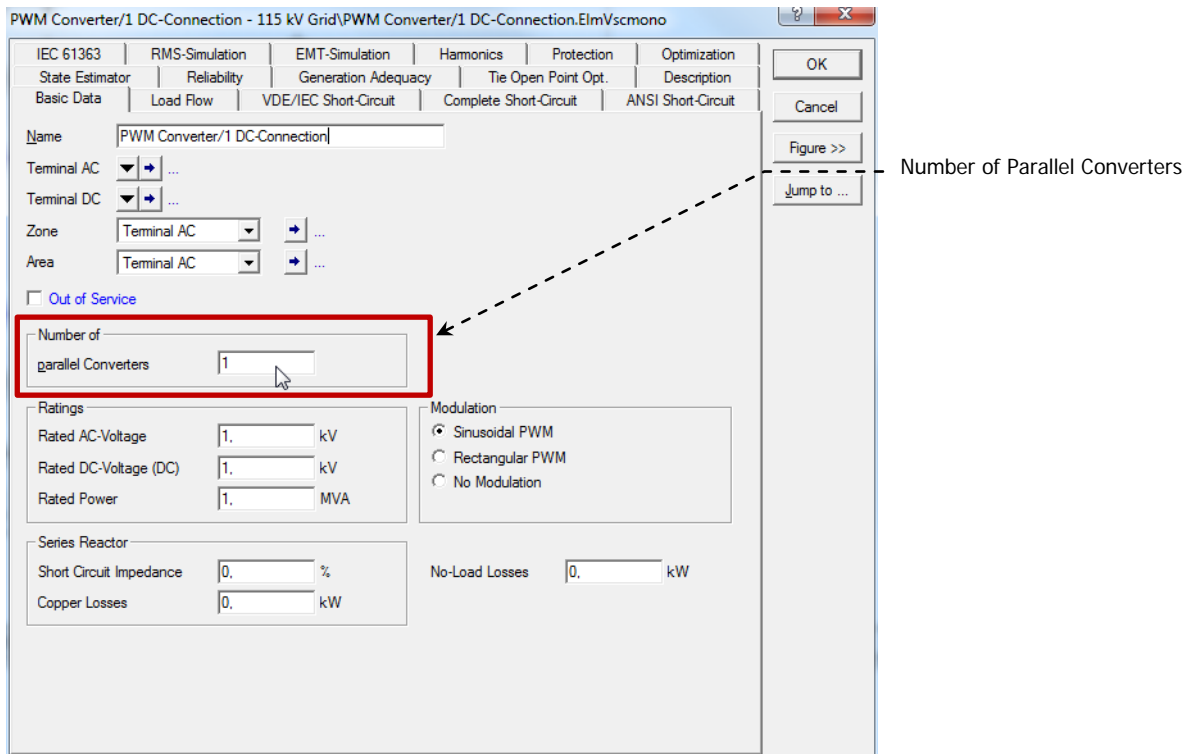 PWM Converter/1 DC-Connection - 115 kV Grid\PWM Converter/1 DC-Connection.ElmVscmono
? X
IEC 61363 RMS-Simulation EMT-Simulation Harmonics Protection Optimization
State Estimator Reliability Generation Adequacy Tie Open Point Opt. Description
Basic Data Load Flow VDE/IEC Short-Circuit Complete Short-Circuit ANSI Short-Circuit
OK
Cancel
Figure >>
Jump to ...
Name PWM Converter/1 DC-Connection
Terminal AC ...
Terminal DC ...
Zone Terminal AC ...
Area Terminal AC ...
Out of Service
Number of
parallel Converters 1
Number of Parallel Converters
Ratings
Rated AC-Voltage 1, kV
Rated DC-Voltage (DC) 1, kV
Rated Power 1, MVA
Modulation
Sinusoidal PWM
Rectangular PWM
No Modulation
Series Reactor
Short Circuit Impedance 0, %
Copper Losses 0, kW
No-Load Losses 0, kW